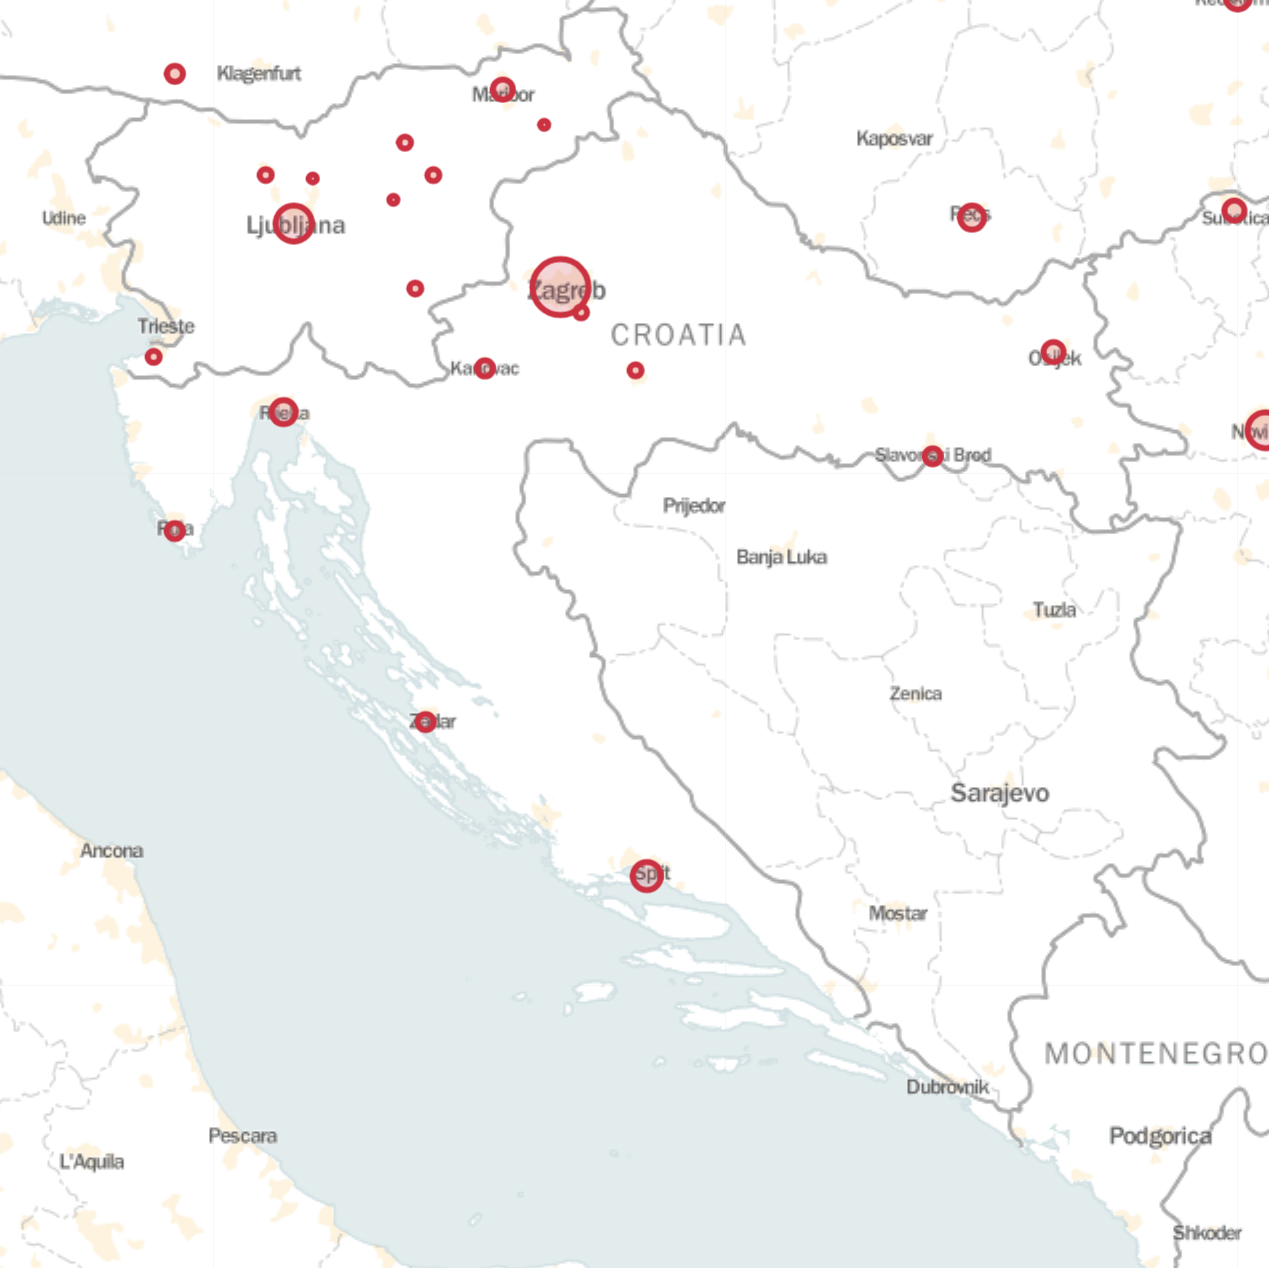 Klagenfurt
Maribor
Kaposvar
Udine
Ljubljana
Pecs
Subotica
Zagreb
Trieste
CROATIA
Osijek
Karlovac
Rijeka
Novi
Slavonski Brod
Prijedor
Pula
Banja Luka
Tuzla
Zenica
Zadar
Sarajevo
Ancona
Split
Mostar
MONTENEGRO
Dubrovnik
Pescara
Podgorica
L'Aquila
Shkoder